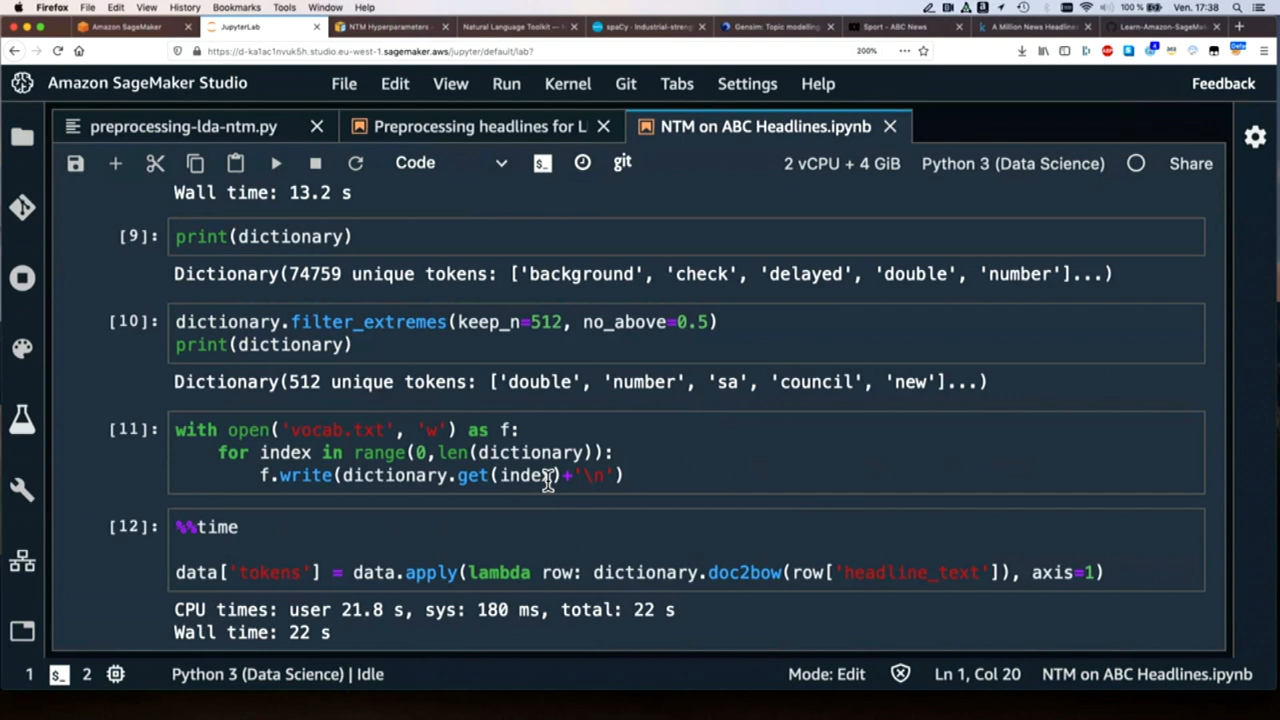 Firefox File Edit View History Bookmarks Tools Window Help
100 % Ven. 17:38
Amazon SageMaker
JupyterLab
NTM Hyperparameters -
Natural Language Toolkit —
spaCy · Industrial-streng
Gensim: Topic modelling
Sport - ABC News
A Million News Headlines
Learn-Amazon-SageMa
https://d-ka1ac1nvuk5h.studio.eu-west-1.sagemaker.aws/jupyter/default/lab?
200%
Amazon SageMaker Studio File Edit View Run Kernel Git Tabs Settings Help Feedback
preprocessing-lda-ntm.py
Preprocessing headlines for L
NTM on ABC Headlines.ipynb
Code git 2 vCPU + 4 GiB Python 3 (Data Science) Share
Wall time: 13.2 s
[9]: print(dictionary)
Dictionary(74759 unique tokens: ['background', 'check', 'delayed', 'double', 'number']...)
[10]: dictionary.filter_extremes(keep_n=512, no_above=0.5)
print(dictionary)
Dictionary(512 unique tokens: ['double', 'number', 'sa', 'council', 'new']...)
[11]: with open('vocab.txt', 'w') as f:
for index in range(0,len(dictionary)):
f.write(dictionary.get(index)+'\n')
[12]: %%time
data['tokens'] = data.apply(lambda row: dictionary.doc2bow(row['headline_text']), axis=1)
CPU times: user 21.8 s, sys: 180 ms, total: 22 s
Wall time: 22 s
1 2 Python 3 (Data Science) | Idle Mode: Edit Ln 1, Col 20 NTM on ABC Headlines.ipynb